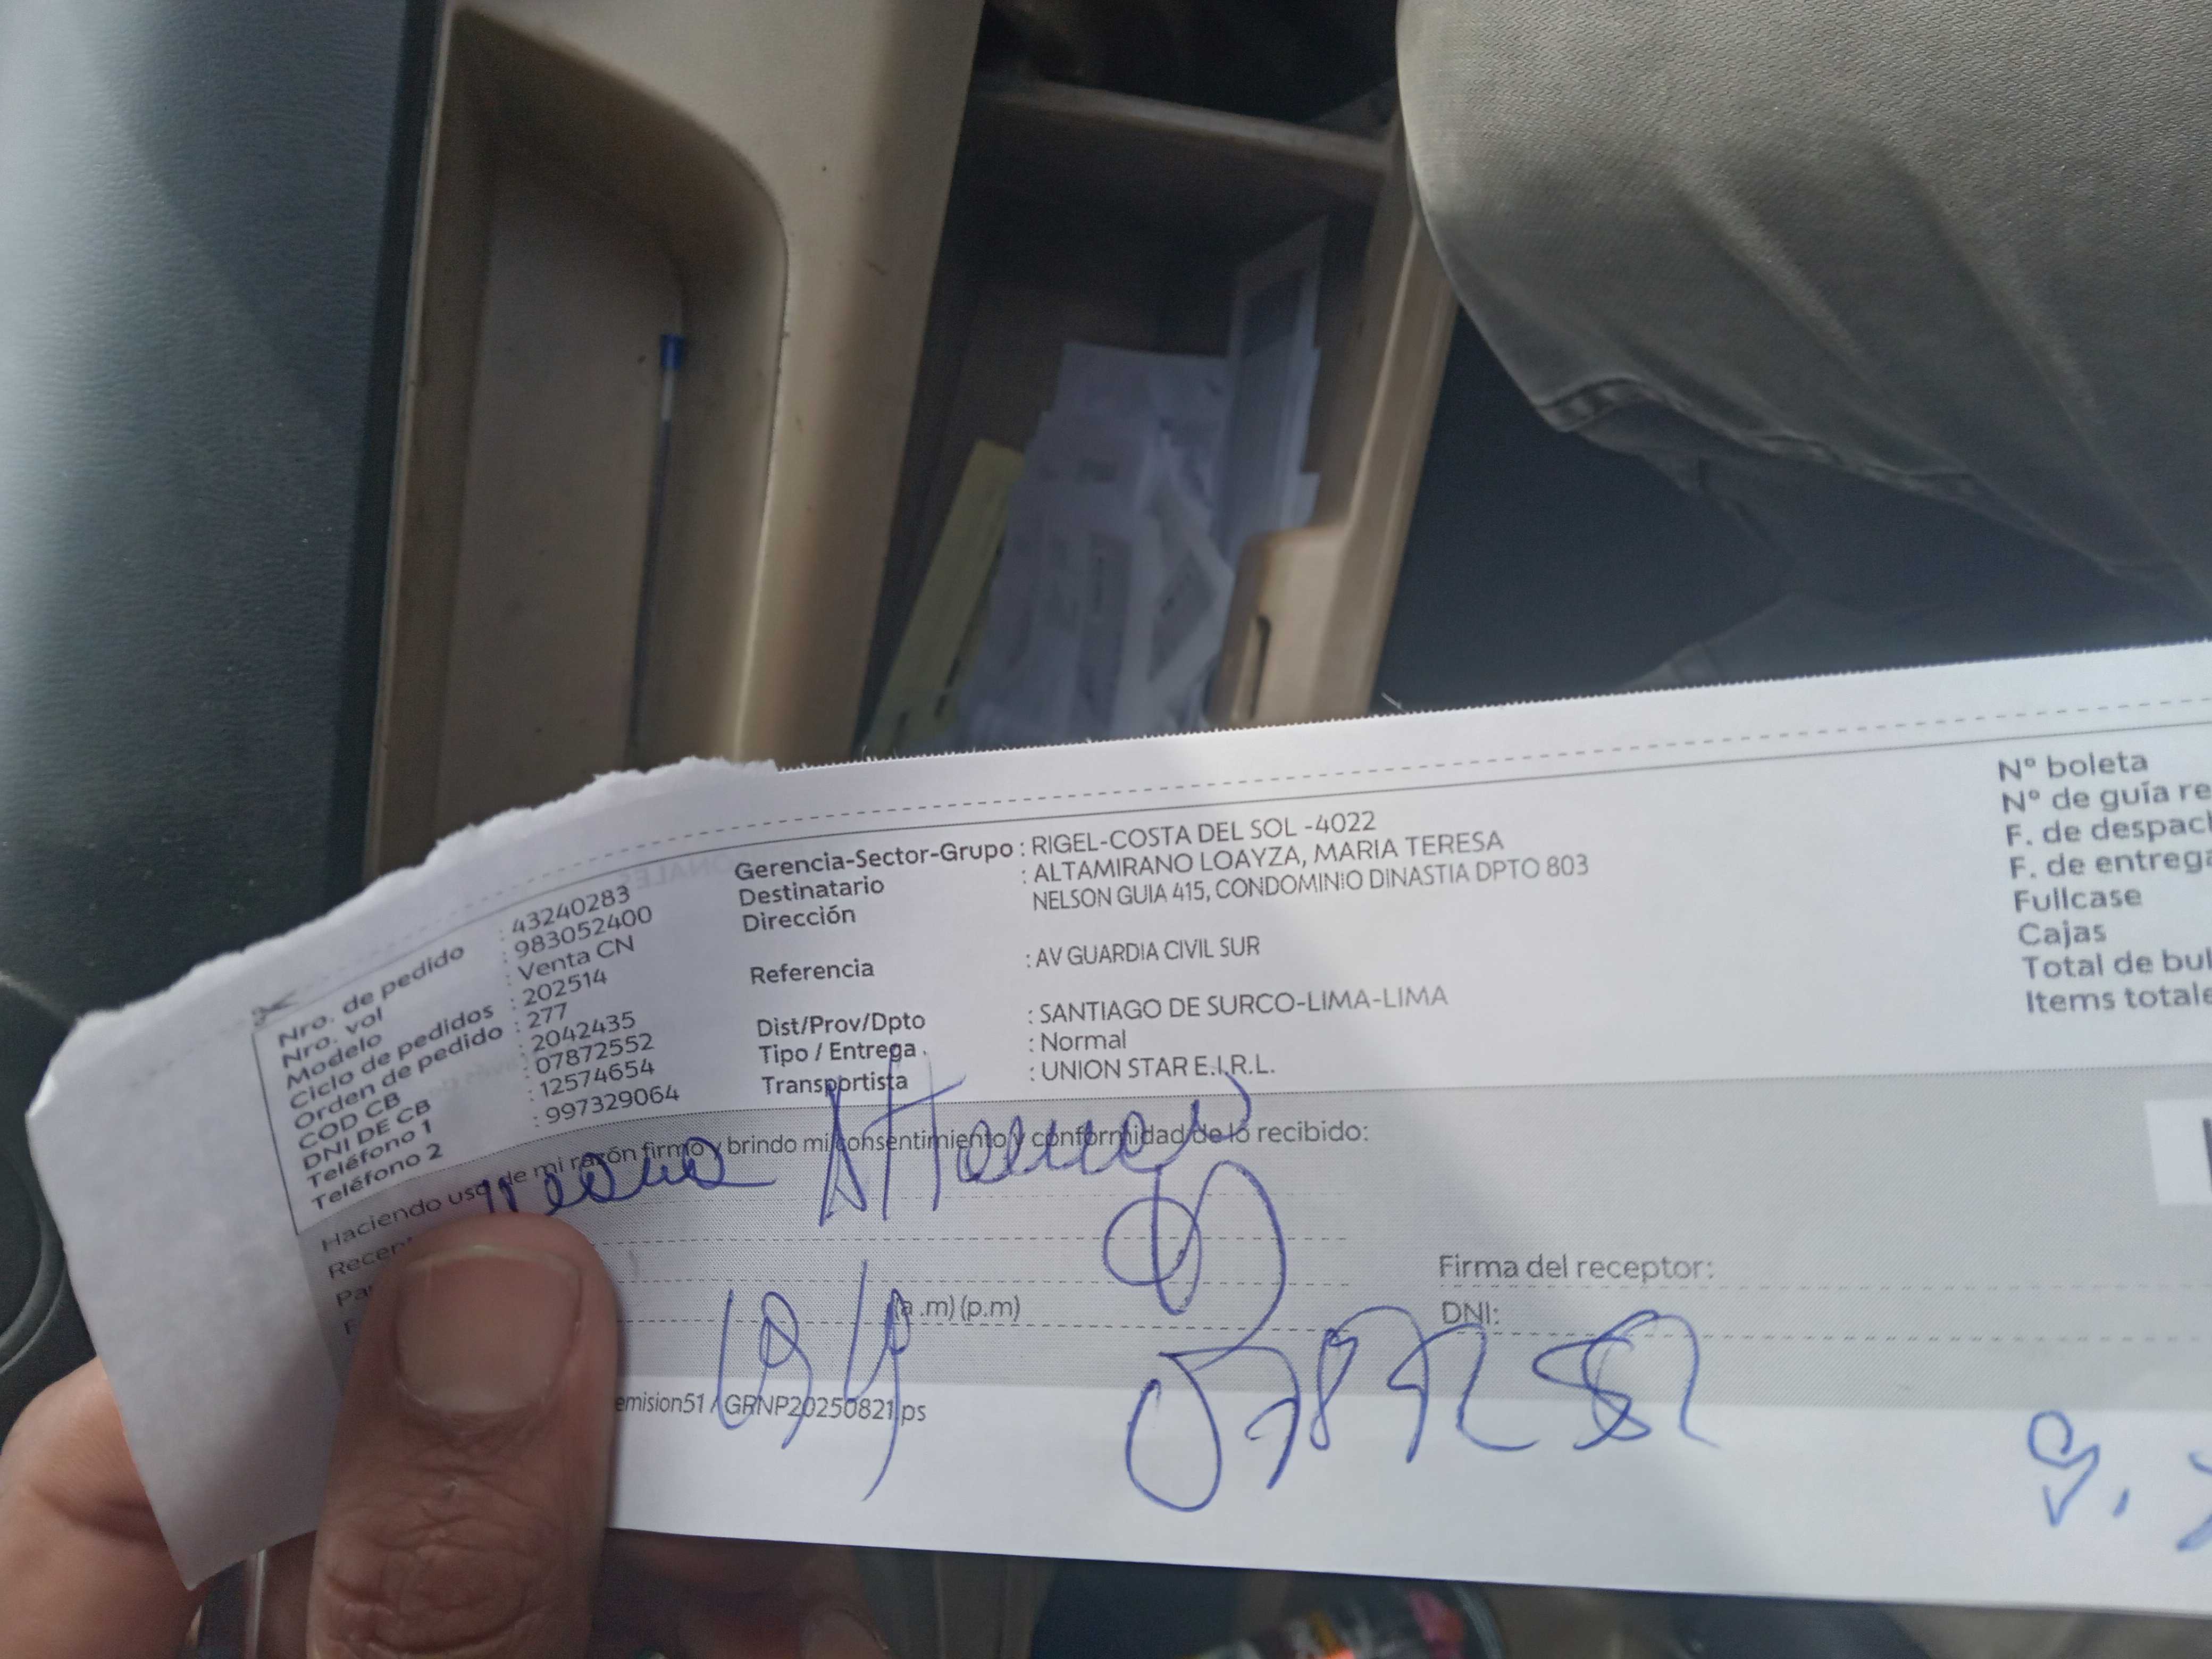 Nro. de pedido : 43240283
Nro. vol : 983052400
Modelo : Venta CN
Ciclo de pedidos : 202514
Orden de pedido : 277
COD CB : 2042435
DNI DE CB : 07872552
Teléfono 1 : 12574654
Teléfono 2 : 997329064
Gerencia-Sector-Grupo : RIGEL-COSTA DEL SOL -4022
Destinatario : ALTAMIRANO LOAYZA, MARIA TERESA
Dirección NELSON GUIA 415, CONDOMINIO DINASTIA DPTO 803
Referencia : AV GUARDIA CIVIL SUR
Dist/Prov/Dpto : SANTIAGO DE SURCO-LIMA-LIMA
Tipo / Entrega : Normal
Transportista : UNION STAR E.I.R.L.
N° boleta
N° de guía re
F. de despach
F. de entrega
Fullcase
Cajas
Total de bul
Items totale
Haciendo uso de mi razón firmo y brindo mi consentimiento y conformidad de lo recibido:
Recep
Pa
F
(a .m) (p.m)
Firma del receptor:
DNI:
07872552
emision51 / GRNP20250821.ps